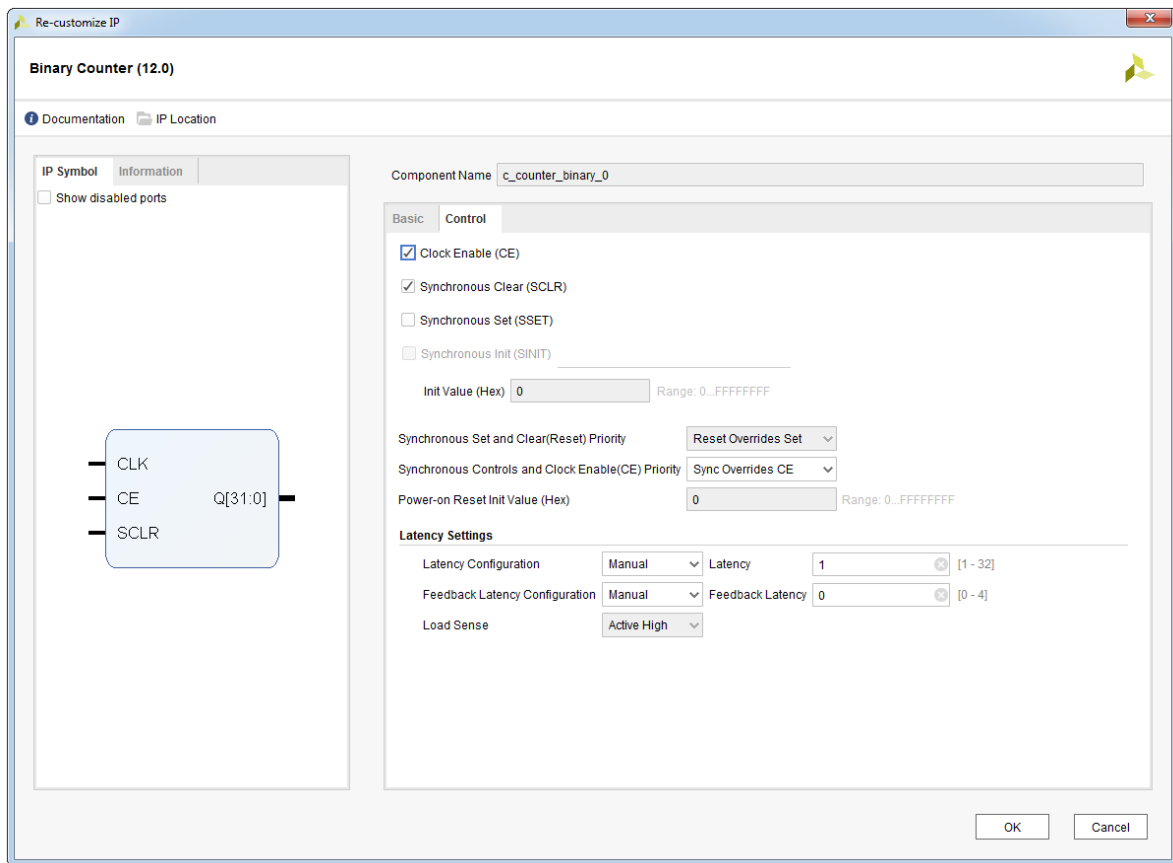 Re-customize IP
Binary Counter (12.0)
Documentation IP Location
IP Symbol Information
Show disabled ports
CLK
CE Q[31:0]
SCLR
Component Name c_counter_binary_0
Basic Control
Clock Enable (CE)
Synchronous Clear (SCLR)
Synchronous Set (SSET)
Synchronous Init (SINIT)
Init Value (Hex) 0 Range: 0...FFFFFFFF
Synchronous Set and Clear(Reset) Priority Reset Overrides Set
Synchronous Controls and Clock Enable(CE) Priority Sync Overrides CE
Power-on Reset Init Value (Hex) 0 Range: 0...FFFFFFFF
Latency Settings
Latency Configuration Manual Latency 1 [1 - 32]
Feedback Latency Configuration Manual Feedback Latency 0 [0 - 4]
Load Sense Active High
OK Cancel